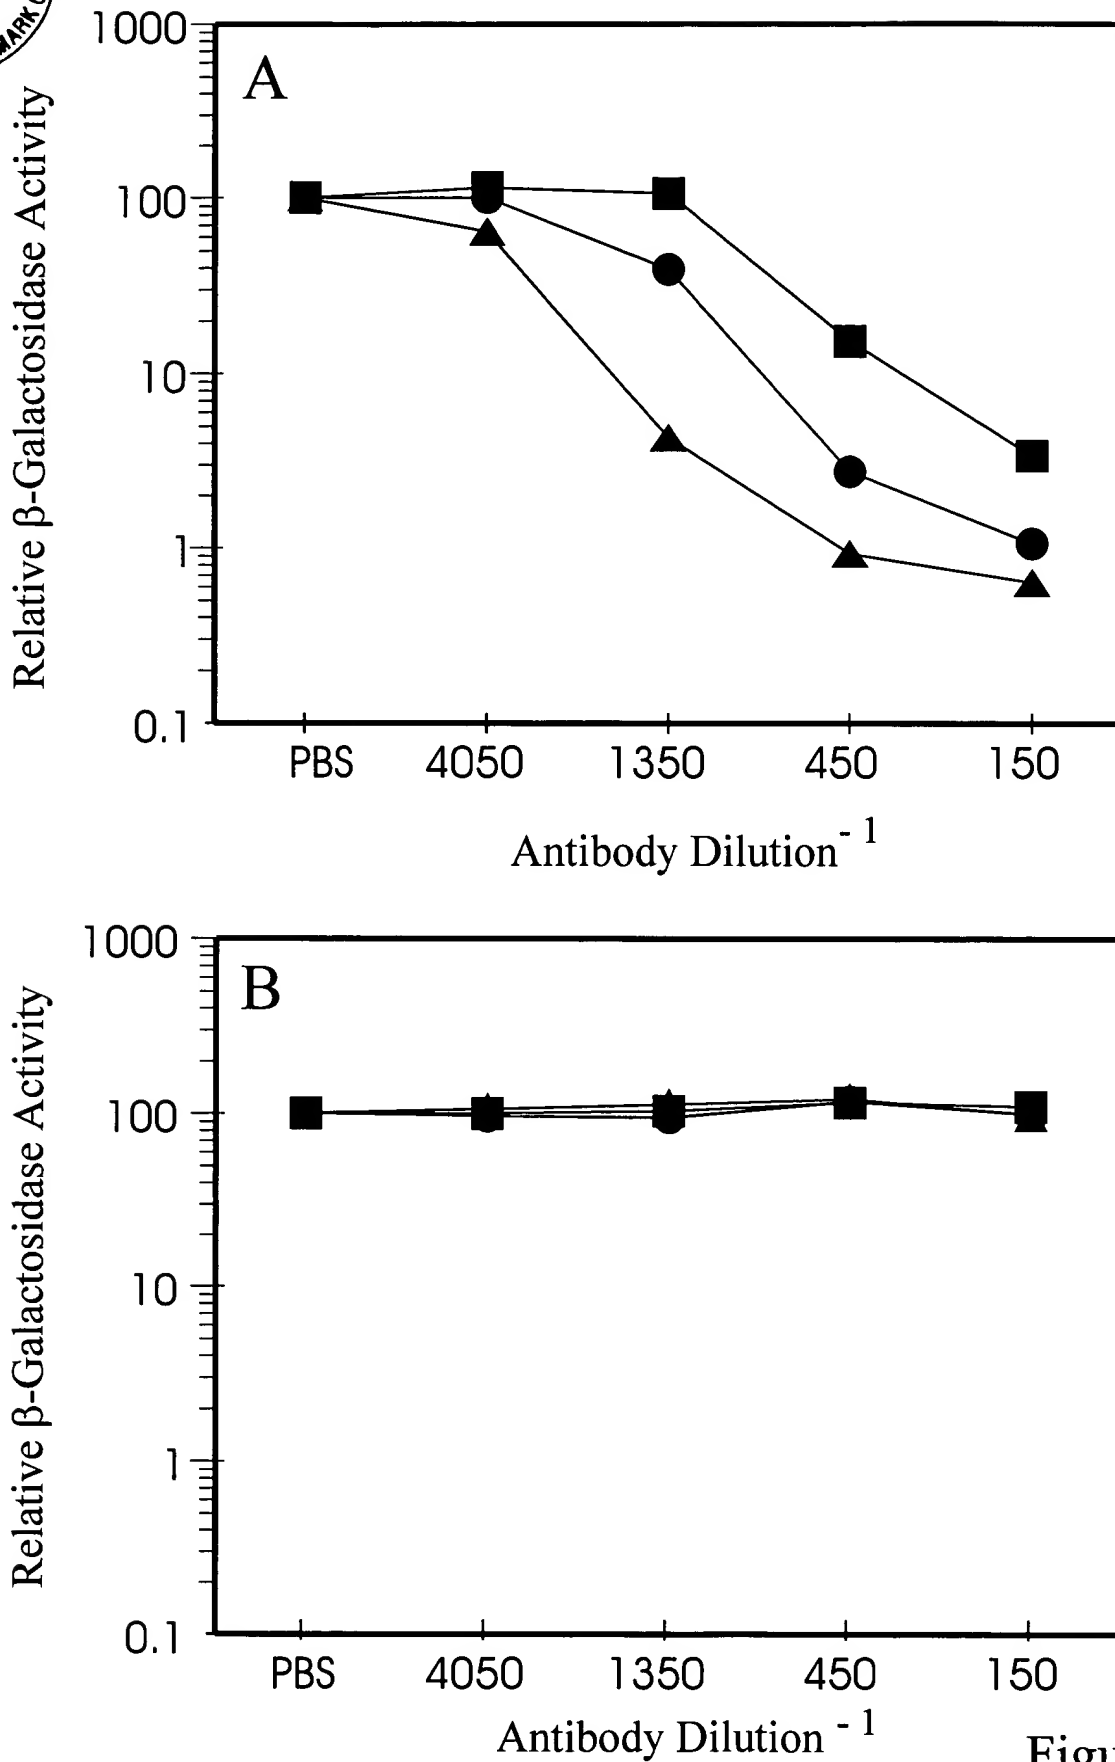 MARK
1000
A
100
10
1
0.1
Relative β-Galactosidase Activity
PBS 4050 1350 450 150
Antibody Dilution⁻¹
1000
B
100
10
1
0.1
Relative β-Galactosidase Activity
PBS 4050 1350 450 150
Antibody Dilution⁻¹